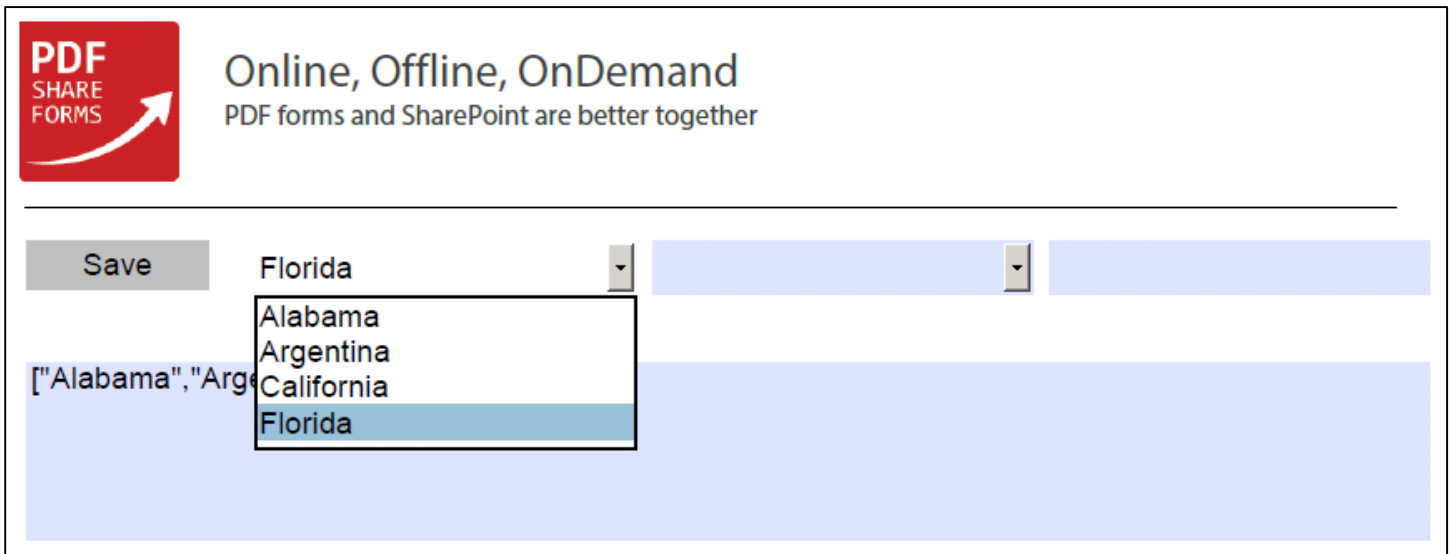 PDF
SHARE
FORMS
Online, Offline, OnDemand
PDF forms and SharePoint are better together
Save
Florida
Alabama
Argentina
California
Florida
["Alabama","Arge